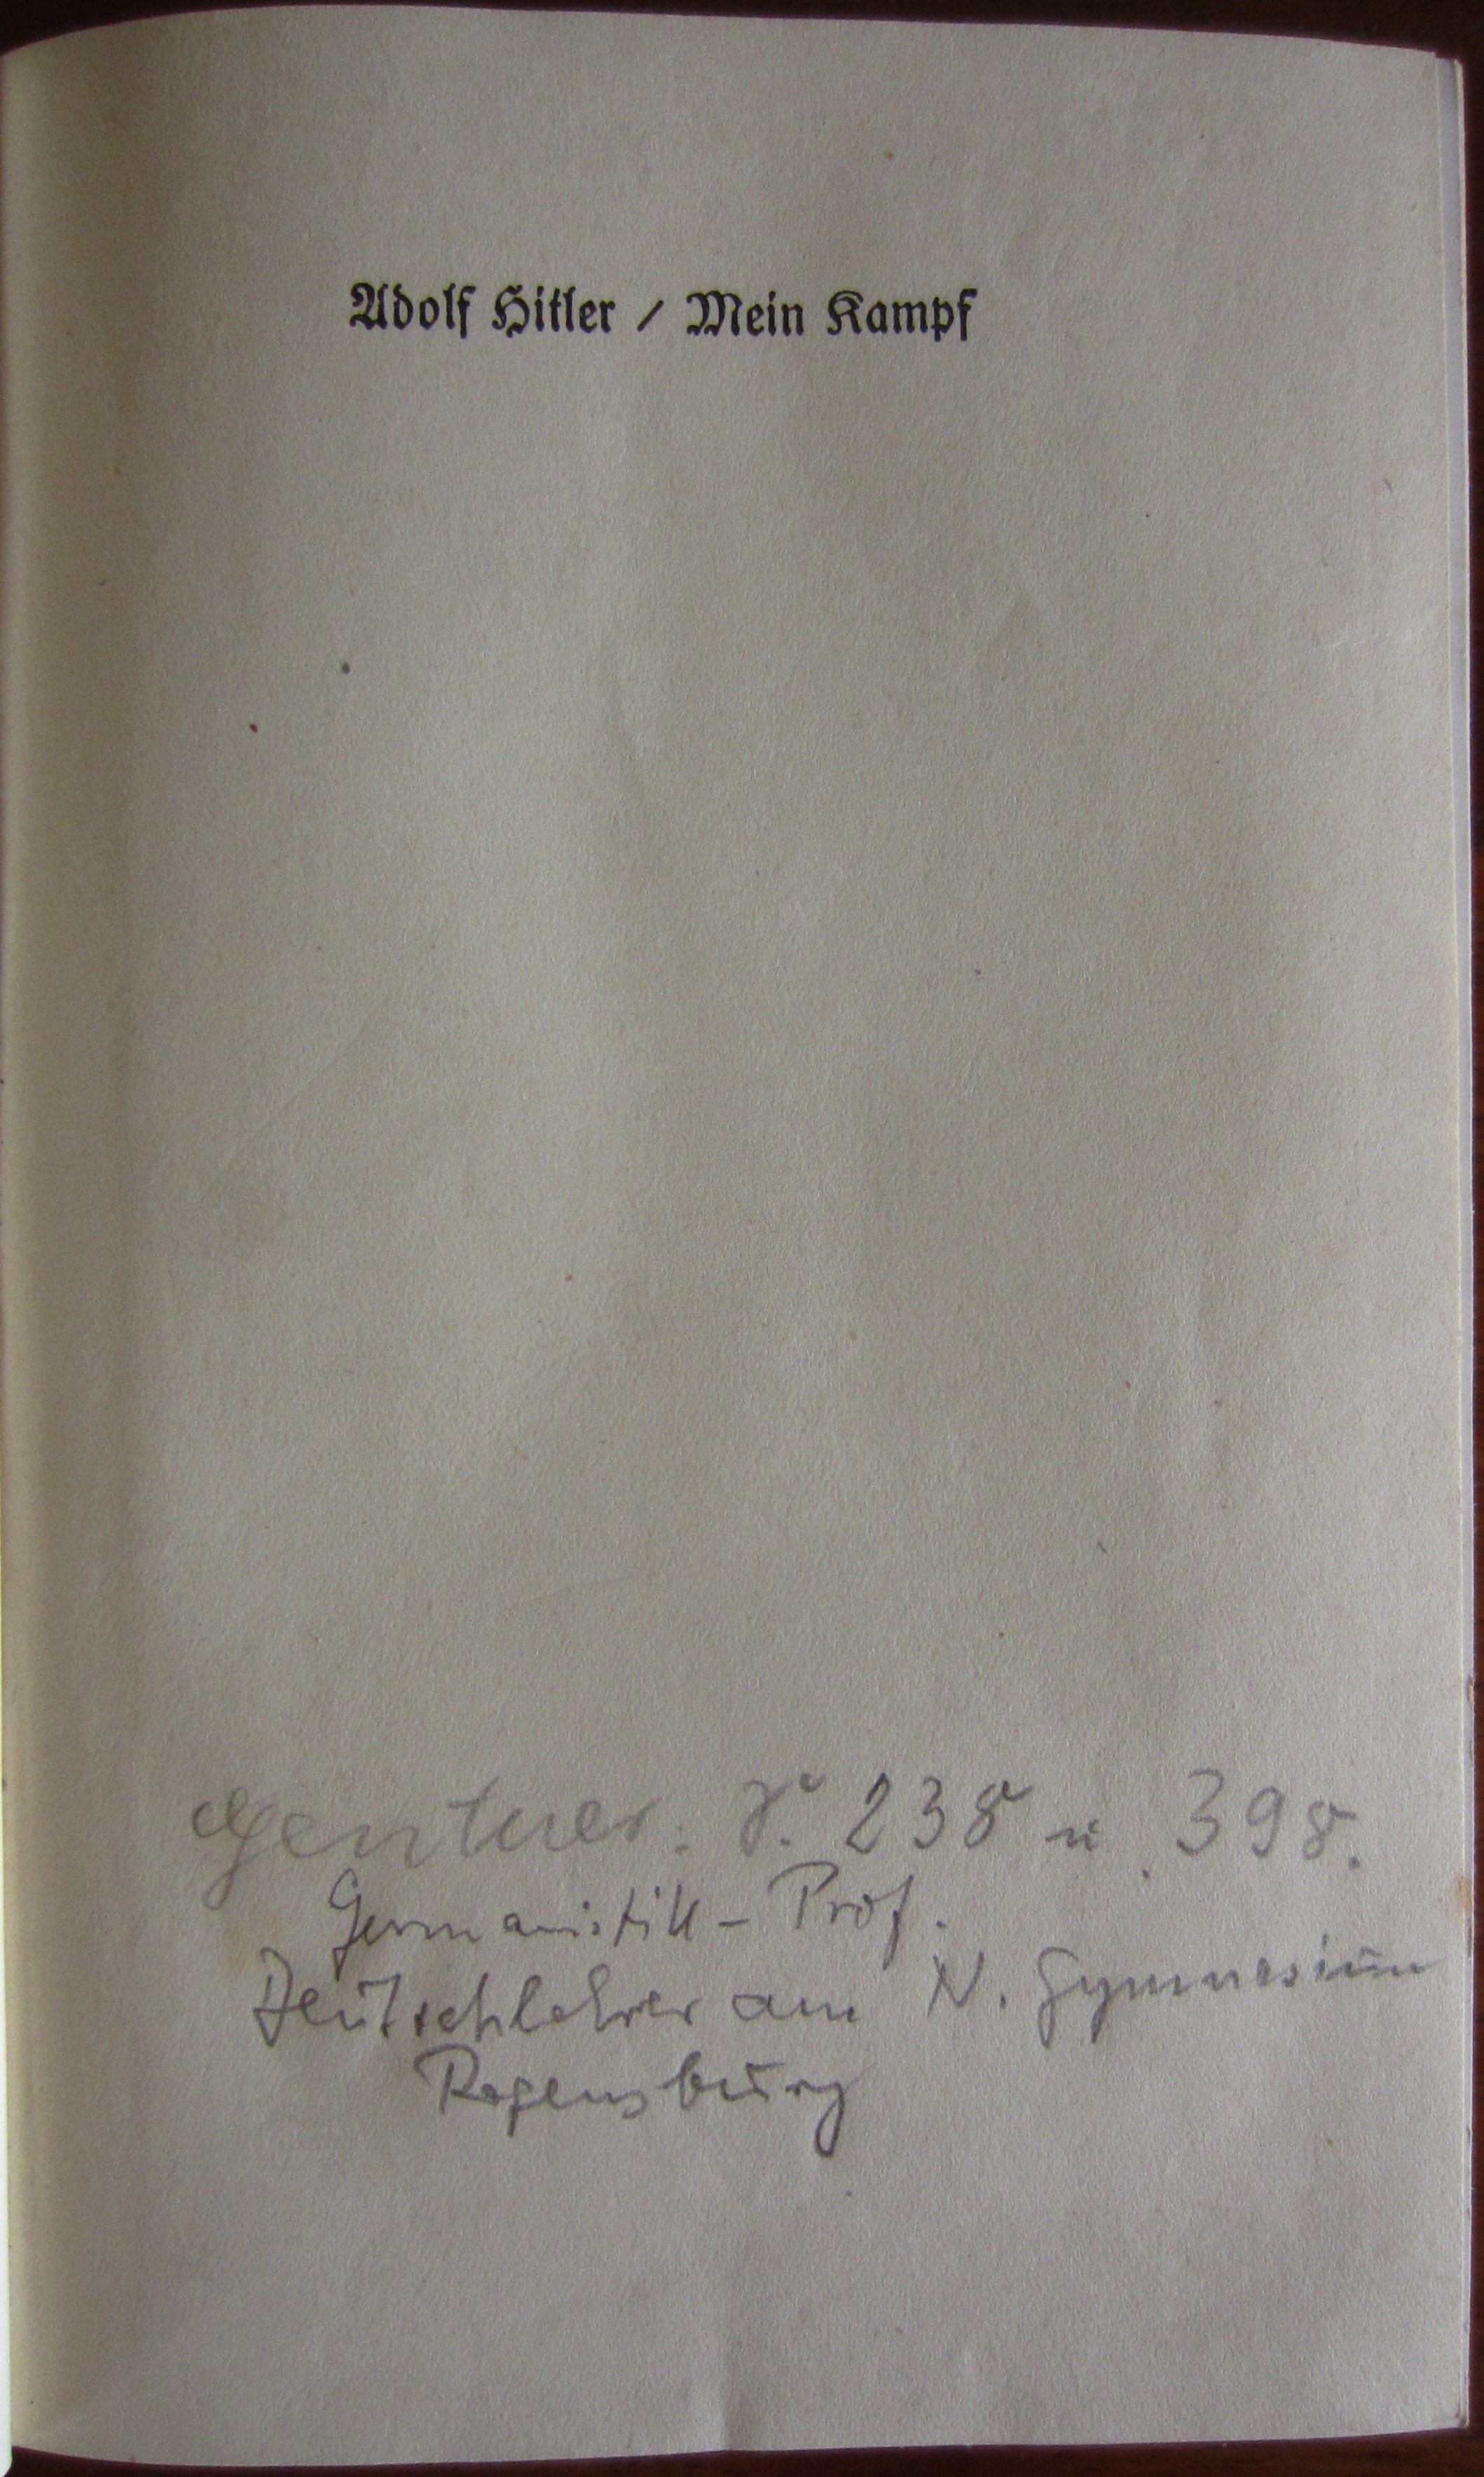 Adolf Hitler / Mein Kampf
Gentner: S. 238 u. 398.
Germanistik - Prof.
Deutschlehrer am N. Gymnasium
Regensburg